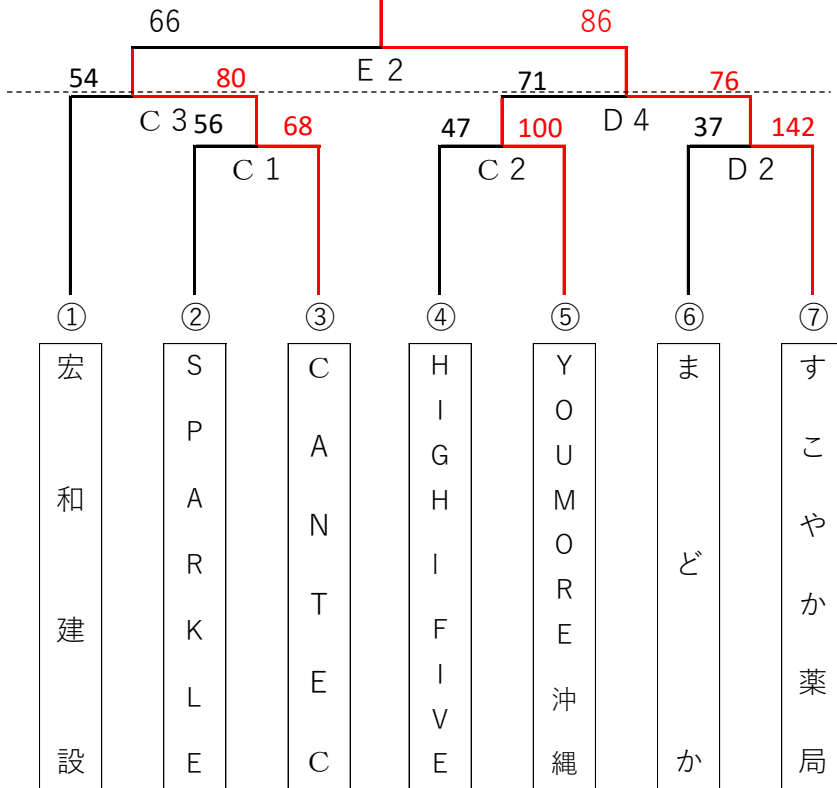 66 86
E 2
54 80 71 76
C 3 D 4
56 68 47 100 37 142
C 1 C 2 D 2
① ② ③ ④ ⑤ ⑥ ⑦
宏和建設
SPARKLE
CANTEC
HIGH I FIVE
YOUMORE沖縄
まどか
すこやか薬局